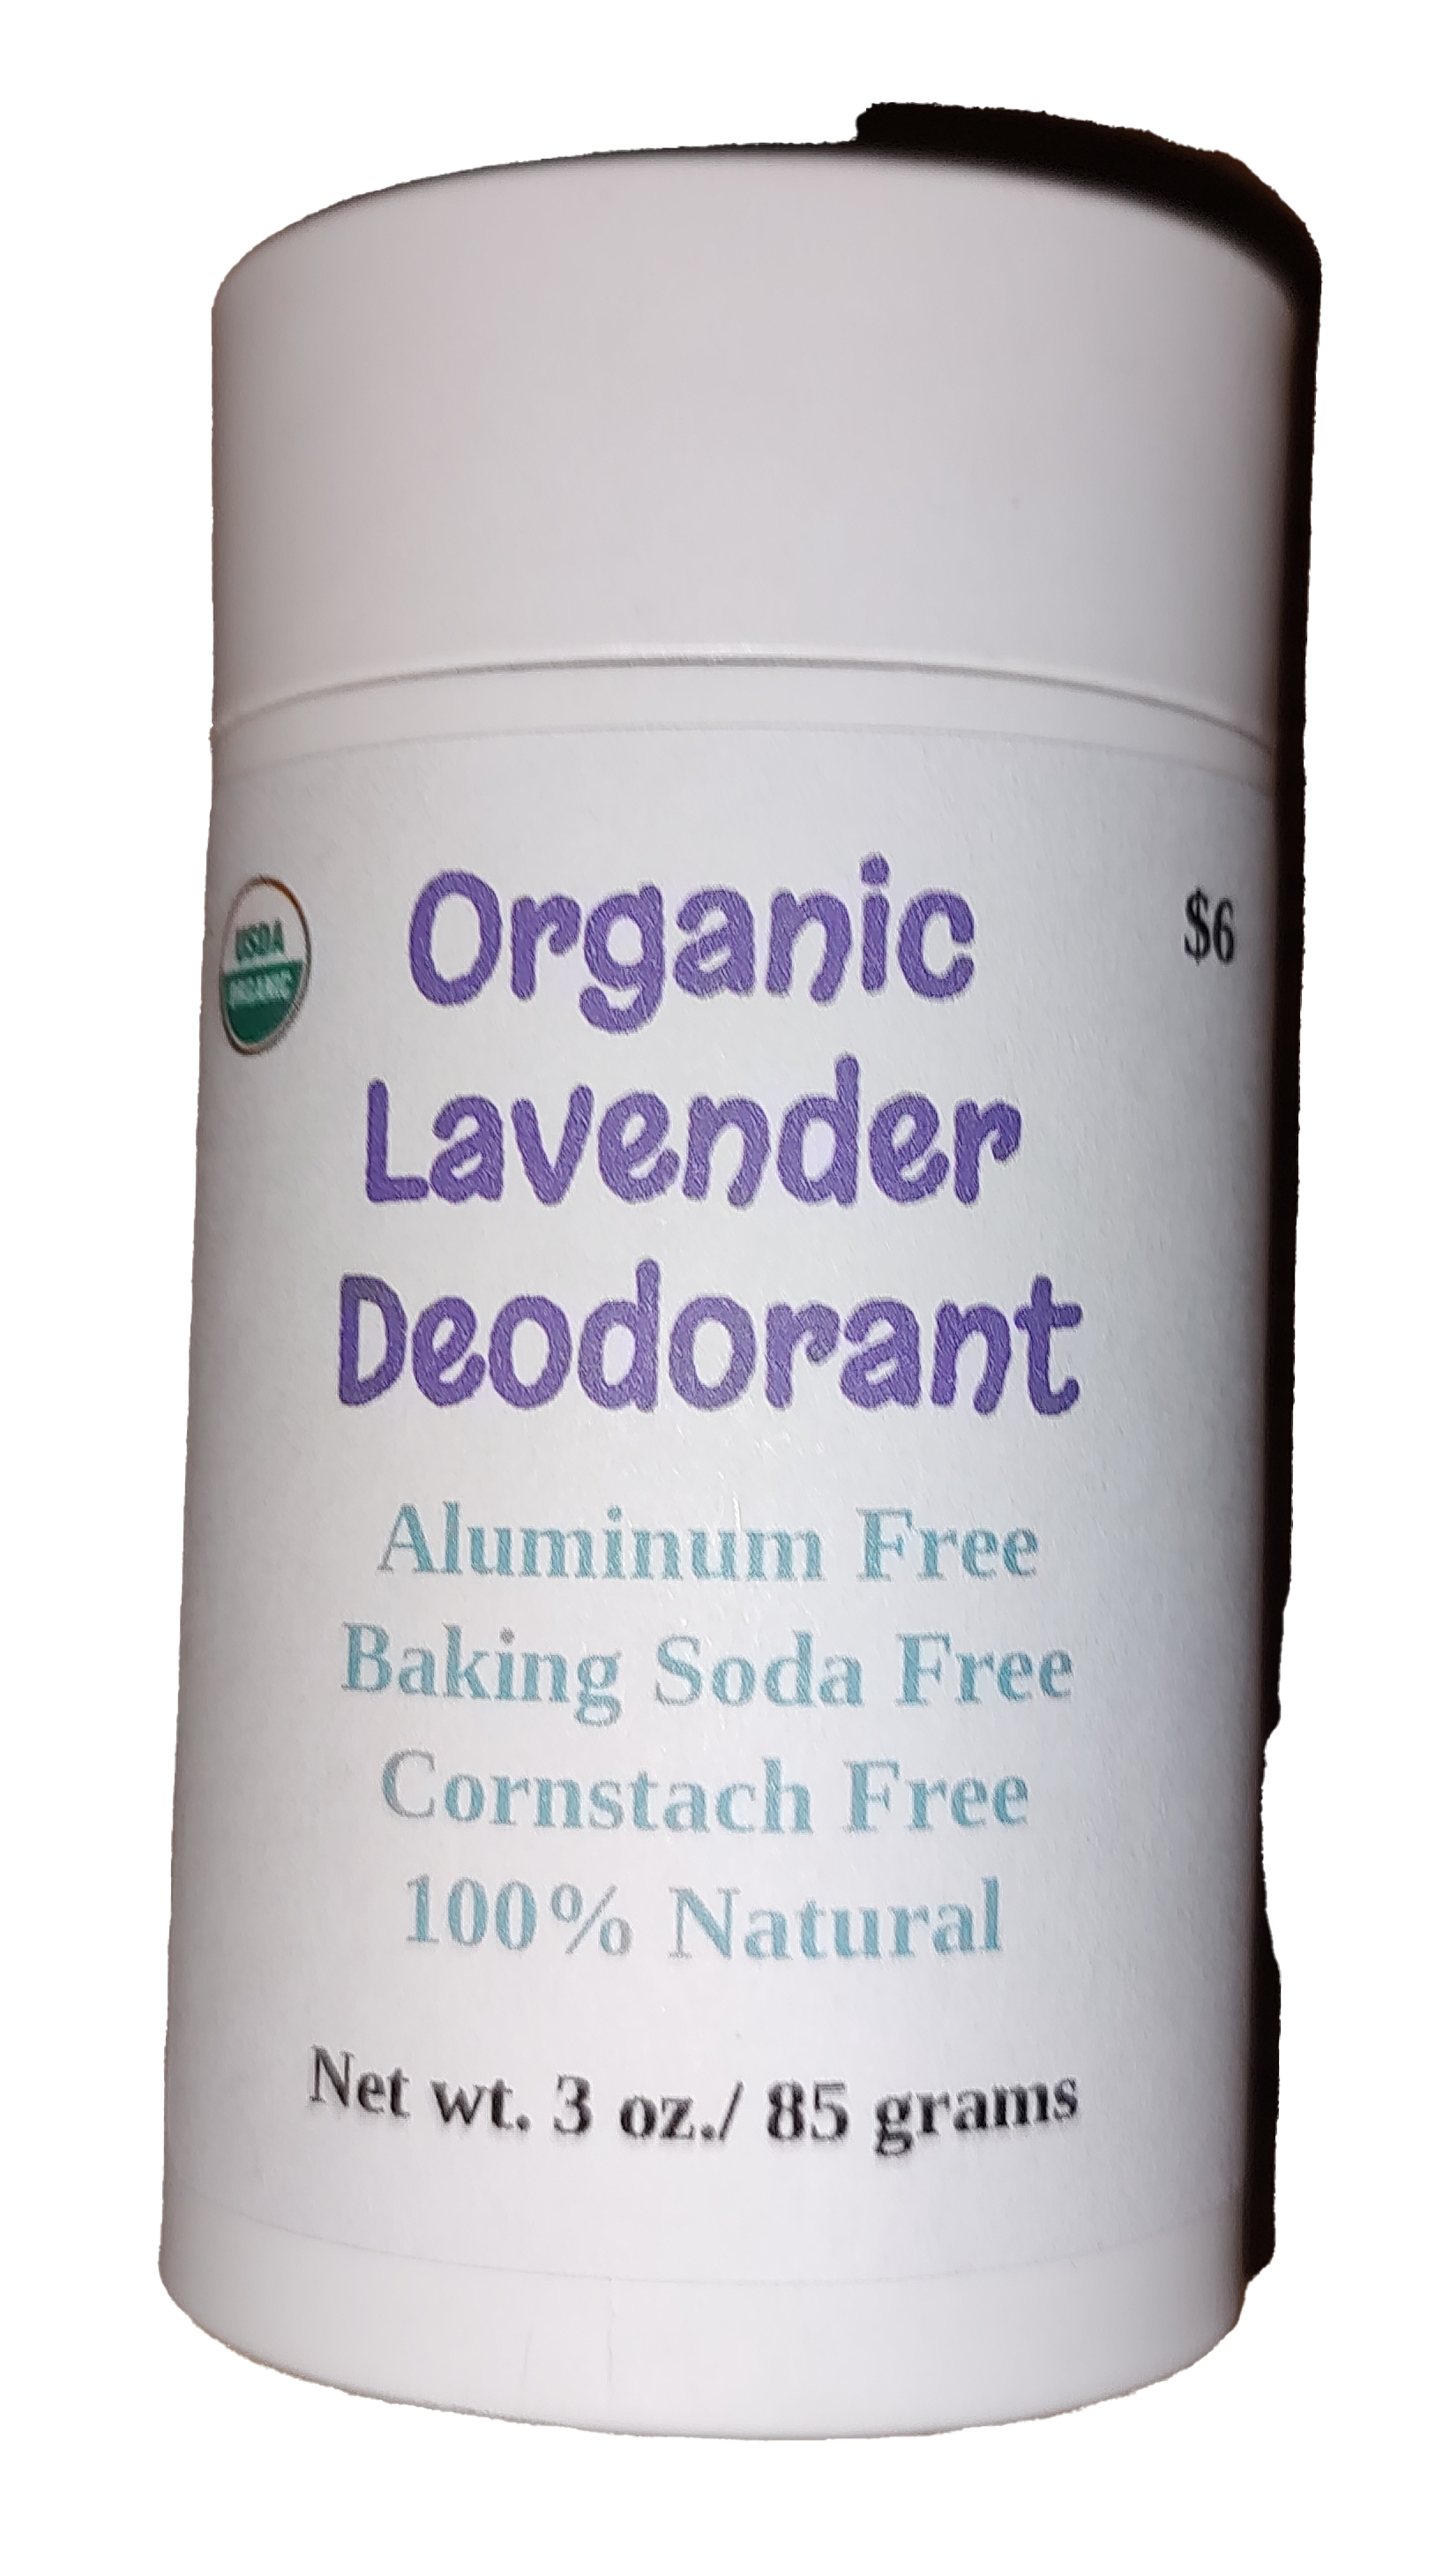 USDA
ORGANIC
$6
Organic
Lavender
Deodorant
Aluminum Free
Baking Soda Free
Cornstach Free
100% Natural
Net wt. 3 oz./ 85 grams